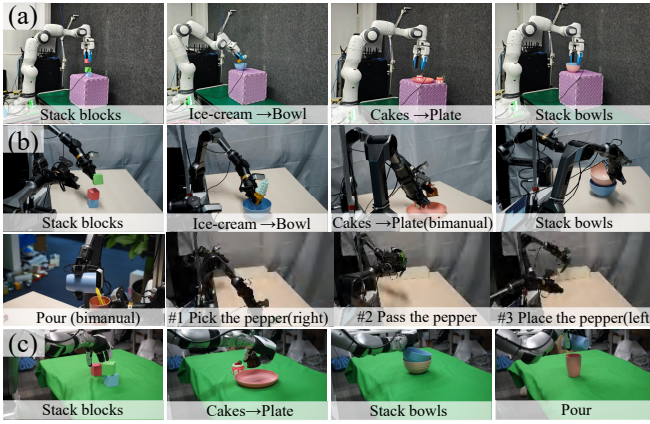 (a)
Stack blocks
Ice-cream →Bowl
Cakes →Plate
Stack bowls
(b)
Stack blocks
Ice-cream →Bowl
Cakes →Plate(bimanual)
Stack bowls
Pour (bimanual)
#1 Pick the pepper(right)
#2 Pass the pepper
#3 Place the pepper(left
(c)
Stack blocks
Cakes→Plate
Stack bowls
Pour